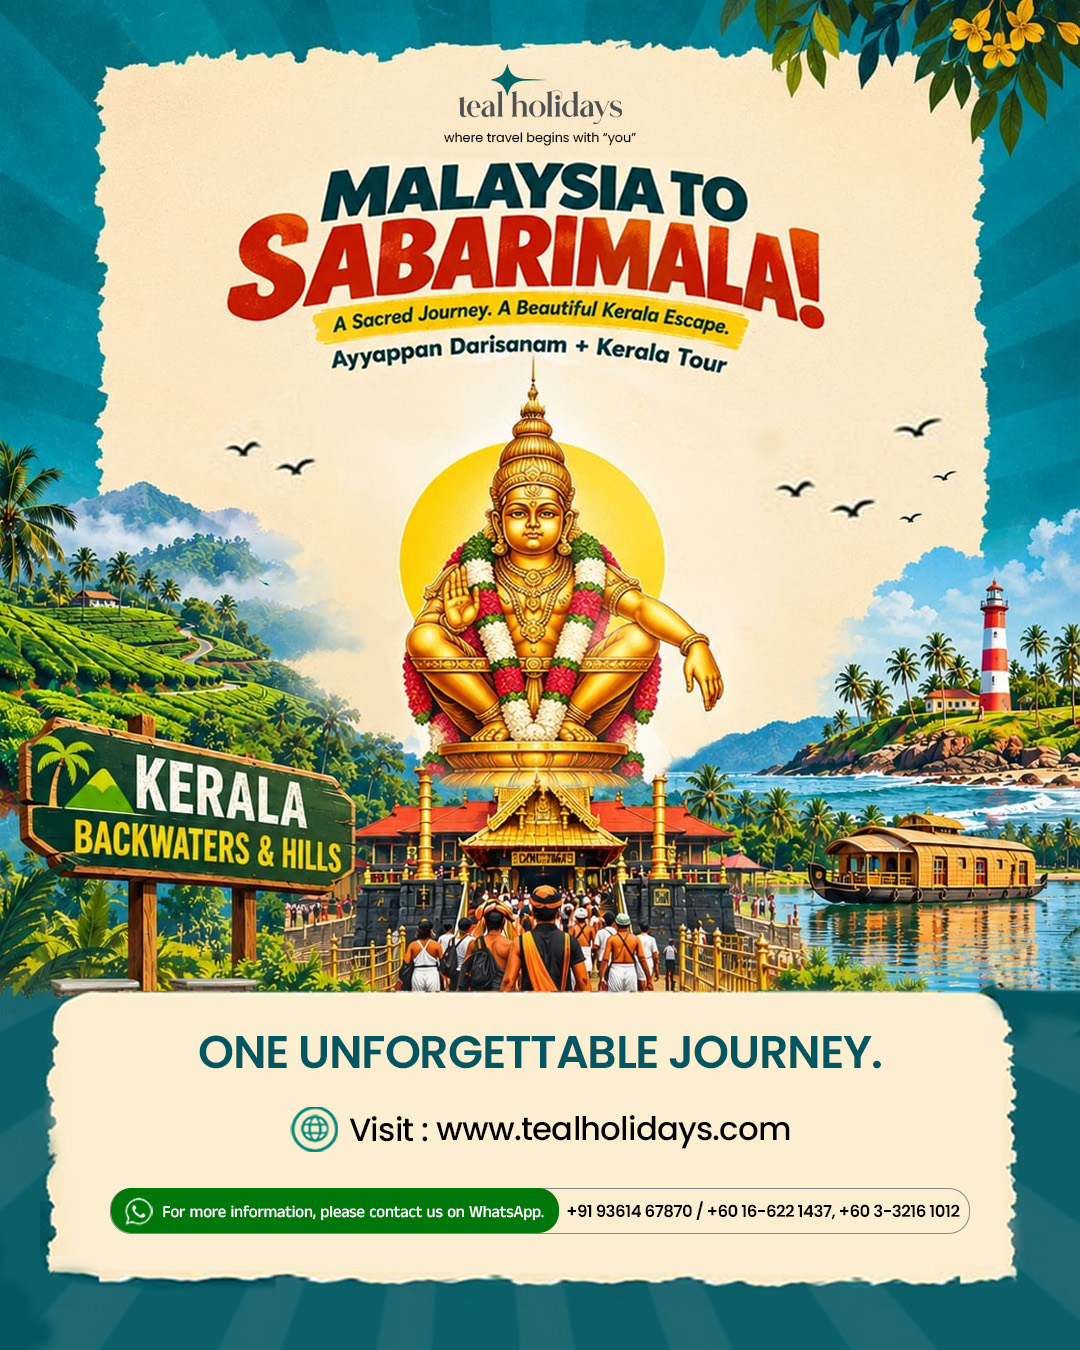 teal holidays
where travel begins with “you”
MALAYSIA TO
SABARIMALA!
A Sacred Journey. A Beautiful Kerala Escape.
Ayyappan Darisanam + Kerala Tour
KERALA
BACKWATERS & HILLS
ONE UNFORGETTABLE JOURNEY.
Visit : www.tealholidays.com
For more information, please contact us on WhatsApp. +91 93614 67870 / +60 16-622 1437, +60 3-3216 1012